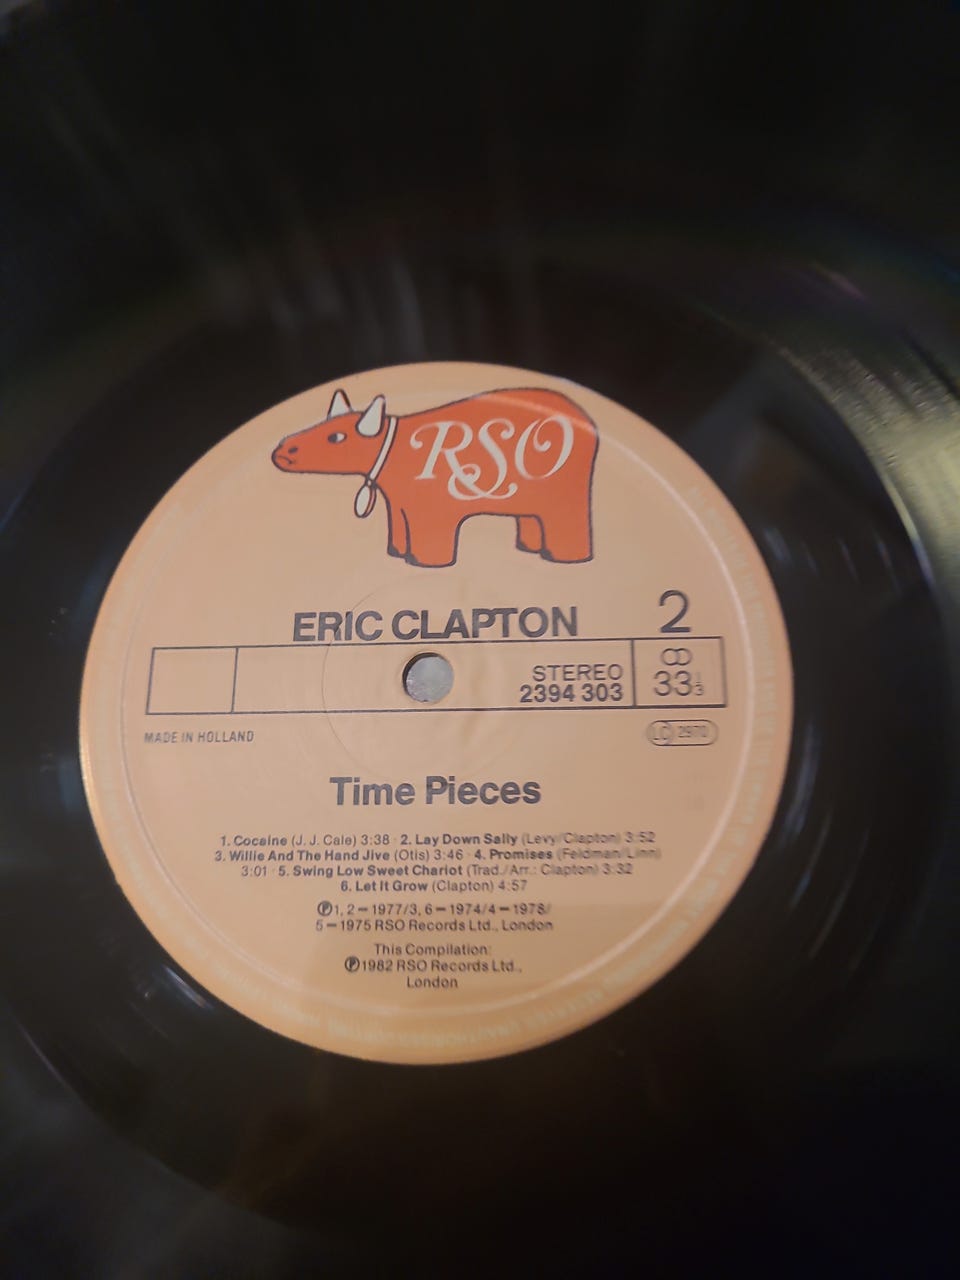 RSO
ERIC CLAPTON 2
STEREO
2394 303
33 1/3
MADE IN HOLLAND
LC 2970
Time Pieces
1. Cocaine (J. J. Cale) 3:38 · 2. Lay Down Sally (Levy/Clapton) 3:52
3. Willie And The Hand Jive (Otis) 3:46 · 4. Promises (Feldman/Linn)
3:01 · 5. Swing Low Sweet Chariot (Trad./Arr.: Clapton) 3:32
6. Let It Grow (Clapton) 4:57
Ⓟ1, 2–1977/3, 6–1974/4–1978/
5–1975 RSO Records Ltd., London
This Compilation:
Ⓟ1982 RSO Records Ltd.,
London